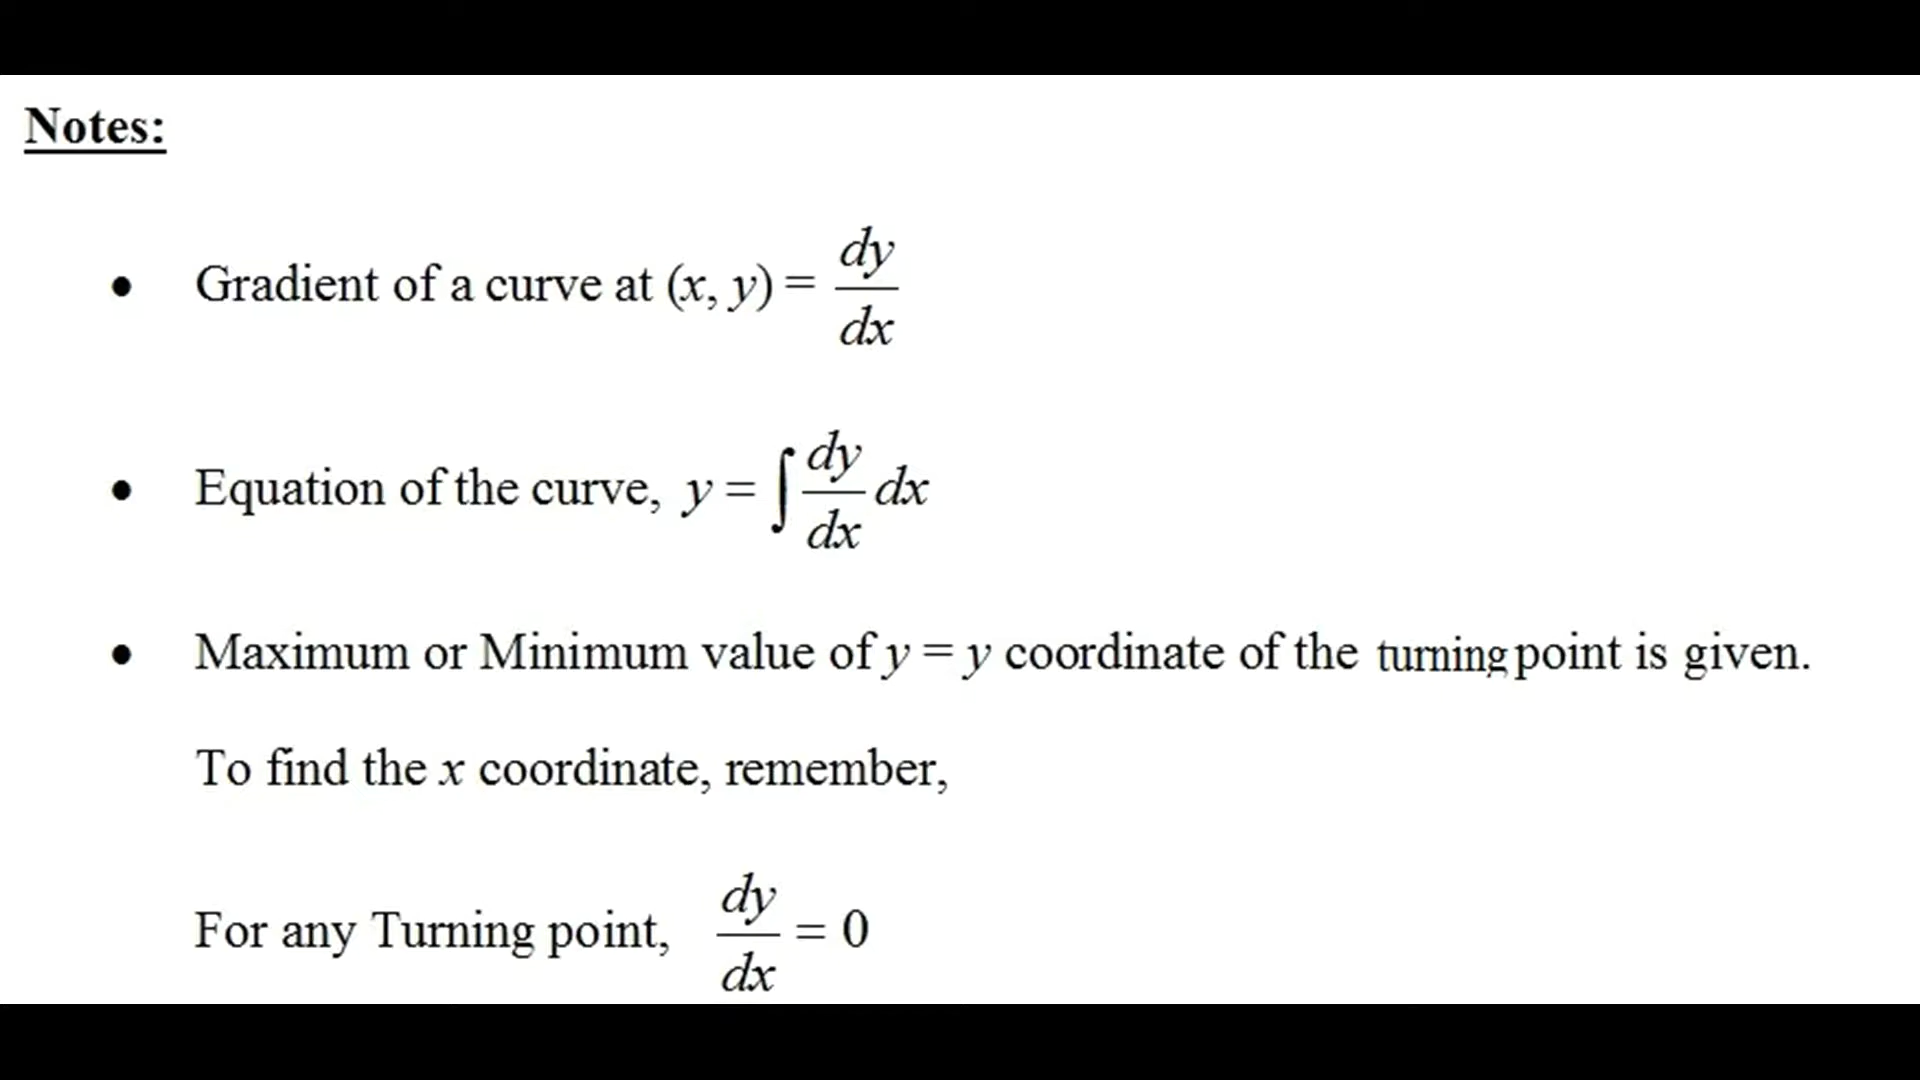 Notes:
• Gradient of a curve at (x, y) = dy/dx
• Equation of the curve, y = ∫ dy/dx dx
• Maximum or Minimum value of y = y coordinate of the turning point is given.
To find the x coordinate, remember,
For any Turning point, dy/dx = 0